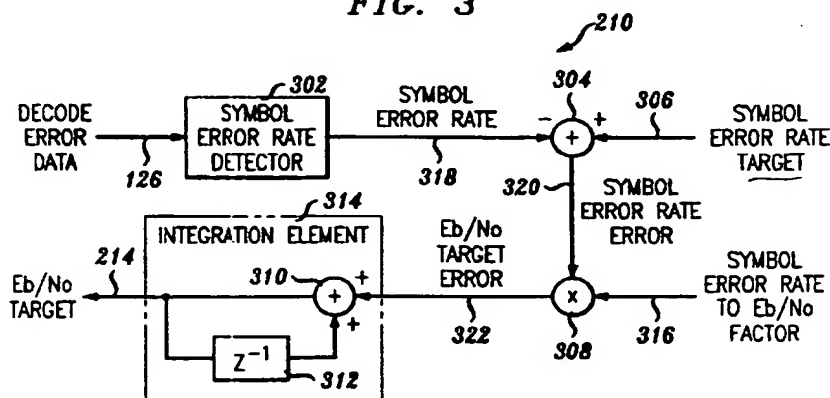 FIG. 3
210
302
304
DECODE
ERROR
DATA
SYMBOL
ERROR RATE
DETECTOR
SYMBOL
ERROR RATE
-
+
+
306
SYMBOL
ERROR RATE
TARGET
126
318
320
SYMBOL
ERROR RATE
ERROR
314
INTEGRATION ELEMENT
Eb/No
TARGET
ERROR
214
310
+
+
+
Eb/No
TARGET
x
SYMBOL
ERROR RATE
TO Eb/No
FACTOR
322
308
316
Z⁻¹
312